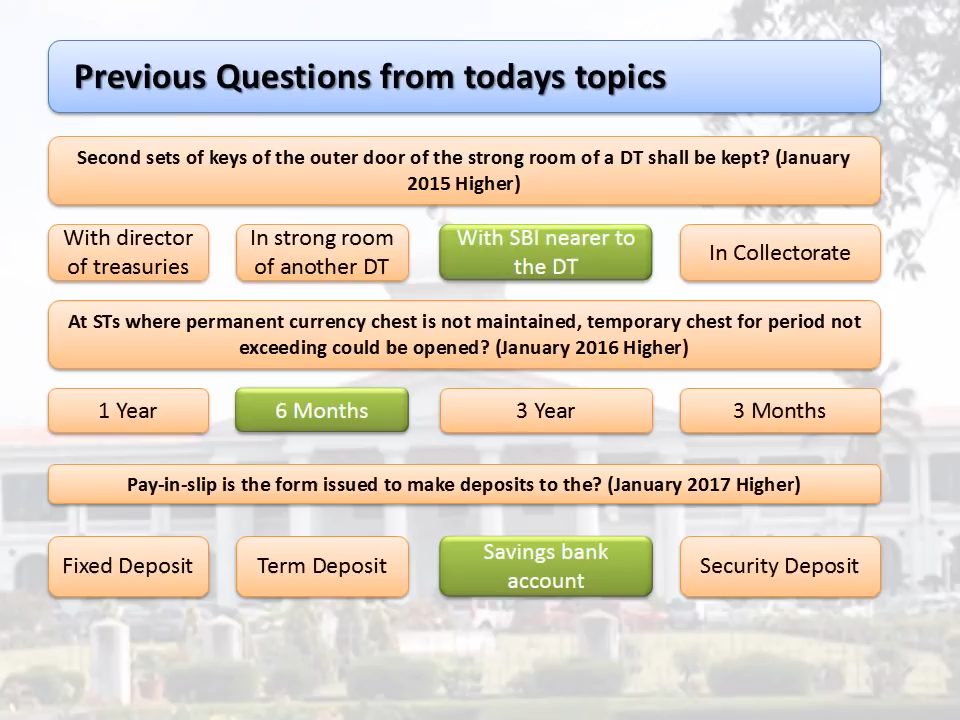 Previous Questions from todays topics
Second sets of keys of the outer door of the strong room of a DT shall be kept? (January
2015 Higher)
With director
of treasuries
In strong room
of another DT
With SBI nearer to
the DT
In Collectorate
At STs where permanent currency chest is not maintained, temporary chest for period not
exceeding could be opened? (January 2016 Higher)
1 Year
6 Months
3 Year
3 Months
Pay-in-slip is the form issued to make deposits to the? (January 2017 Higher)
Fixed Deposit
Term Deposit
Savings bank
account
Security Deposit